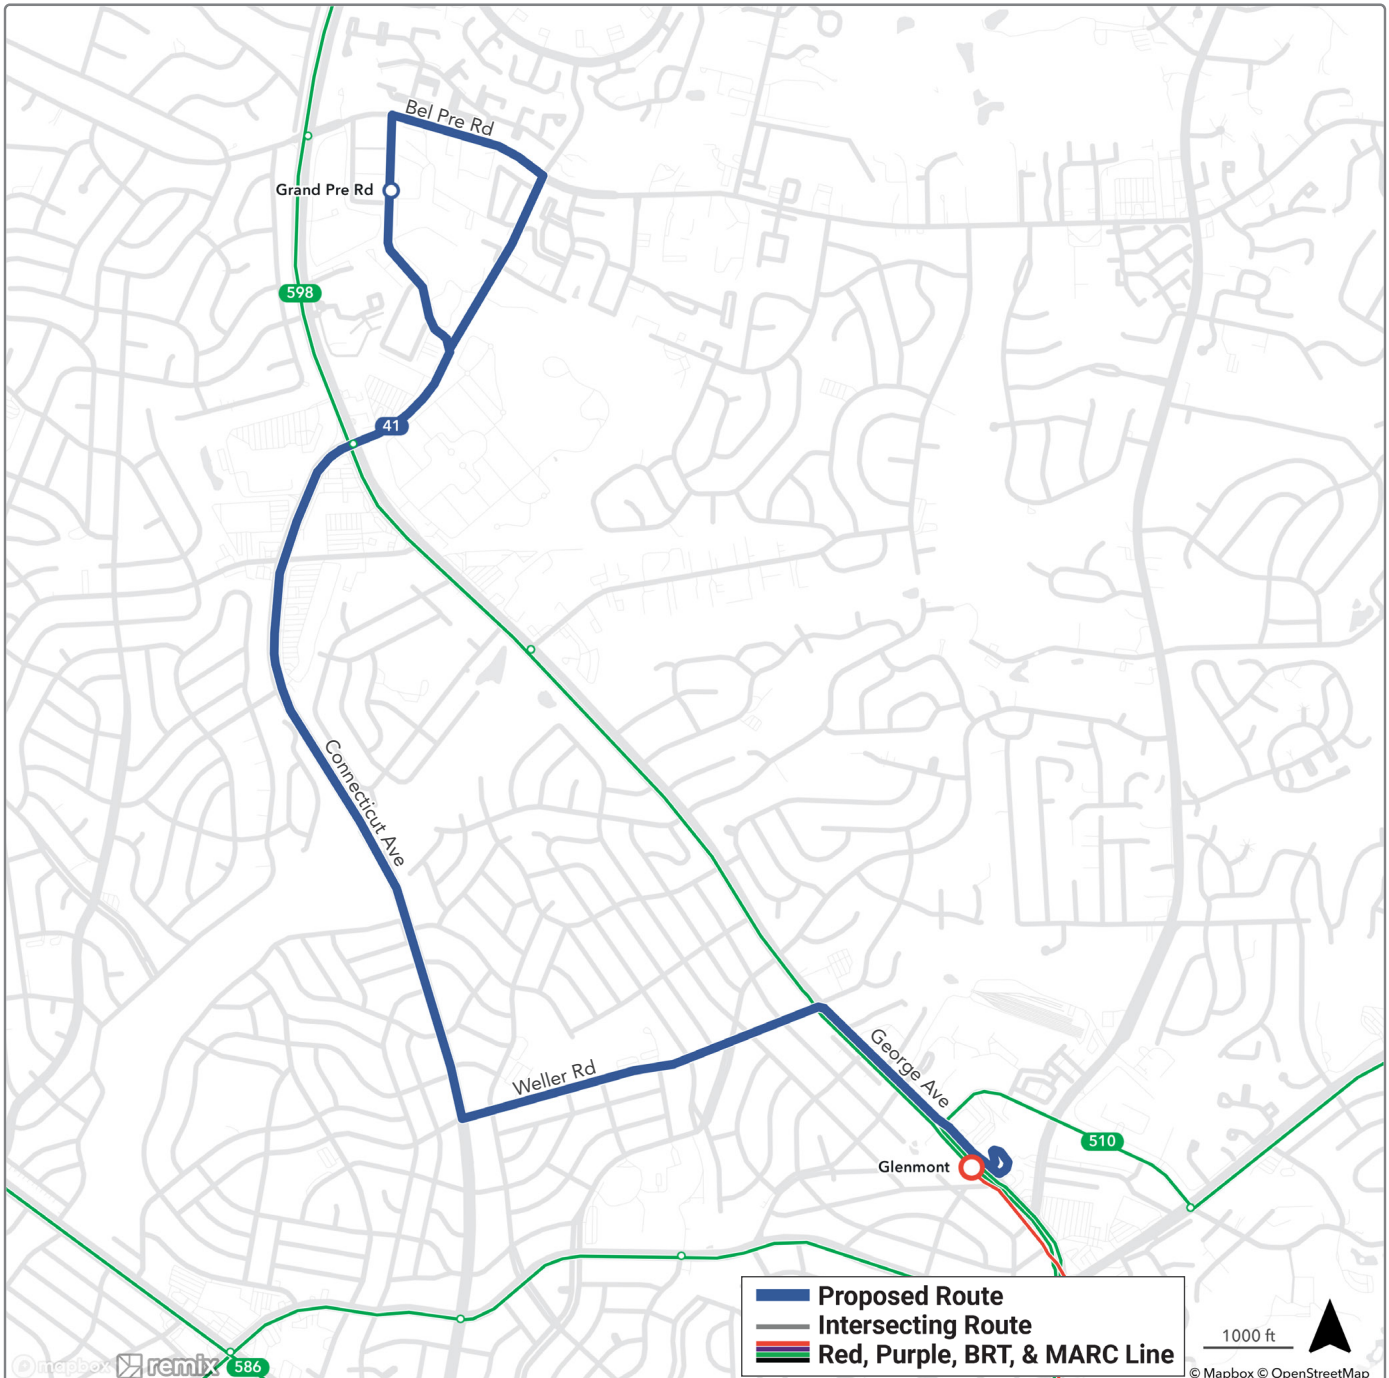 Bel Pre Rd
Grand Pre Rd
598
41
Connecticut Ave
George Ave
Weller Rd
510
Glenmont
Proposed Route
Intersecting Route
Red, Purple, BRT, & MARC Line
1000 ft
mapbox remix 586
© Mapbox © OpenStreetMap